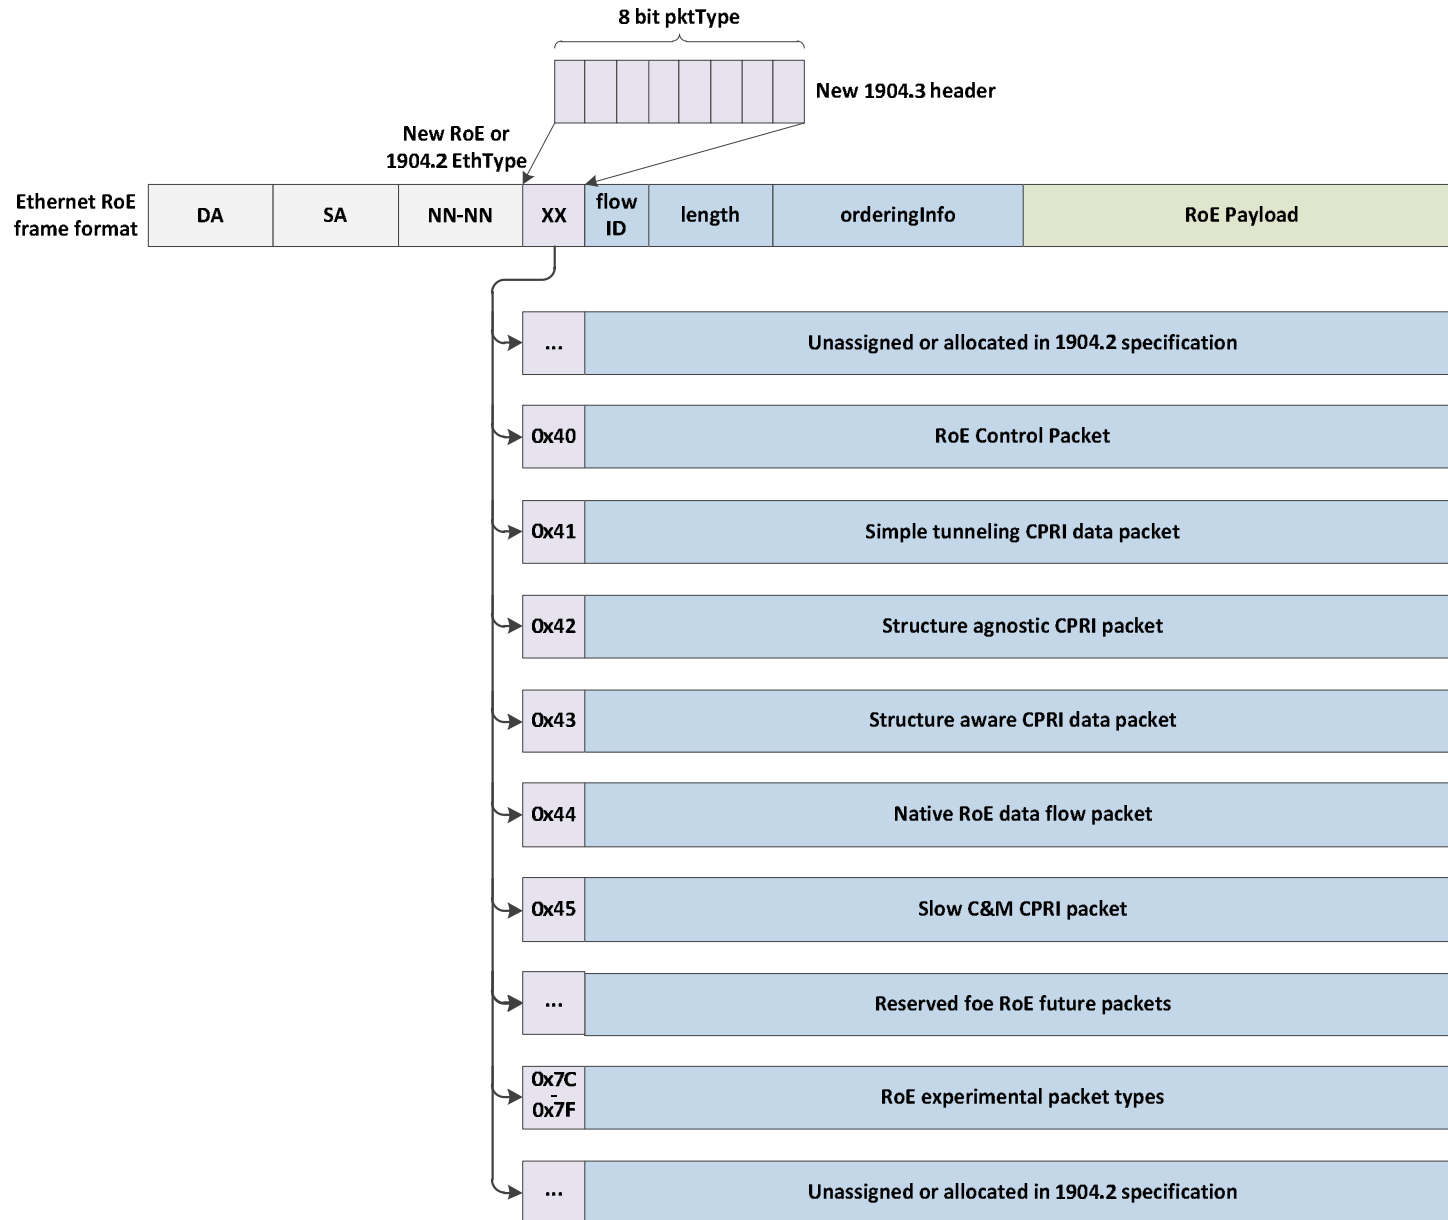 8 bit pktType
New 1904.3 header
New RoE or
1904.2 EthType
Ethernet RoE
frame format
DA
SA
NN-NN
XX
flow
ID
length
orderingInfo
RoE Payload
...
Unassigned or allocated in 1904.2 specification
0x40
RoE Control Packet
0x41
Simple tunneling CPRI data packet
0x42
Structure agnostic CPRI packet
0x43
Structure aware CPRI data packet
0x44
Native RoE data flow packet
0x45
Slow C&M CPRI packet
...
Reserved foe RoE future packets
0x7C
-
0x7F
RoE experimental packet types
...
Unassigned or allocated in 1904.2 specification